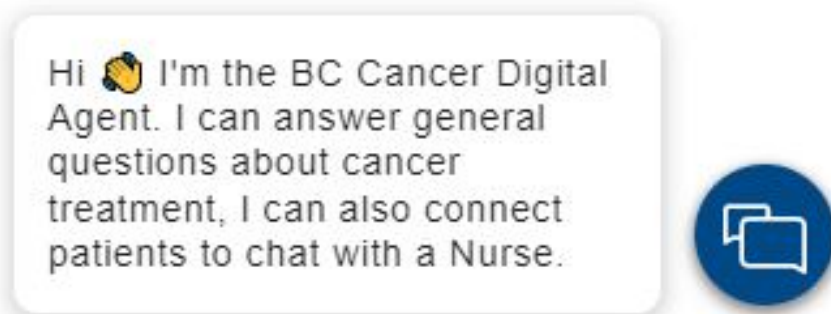 Hi 👋 I'm the BC Cancer Digital
Agent. I can answer general
questions about cancer
treatment, I can also connect
patients to chat with a Nurse.